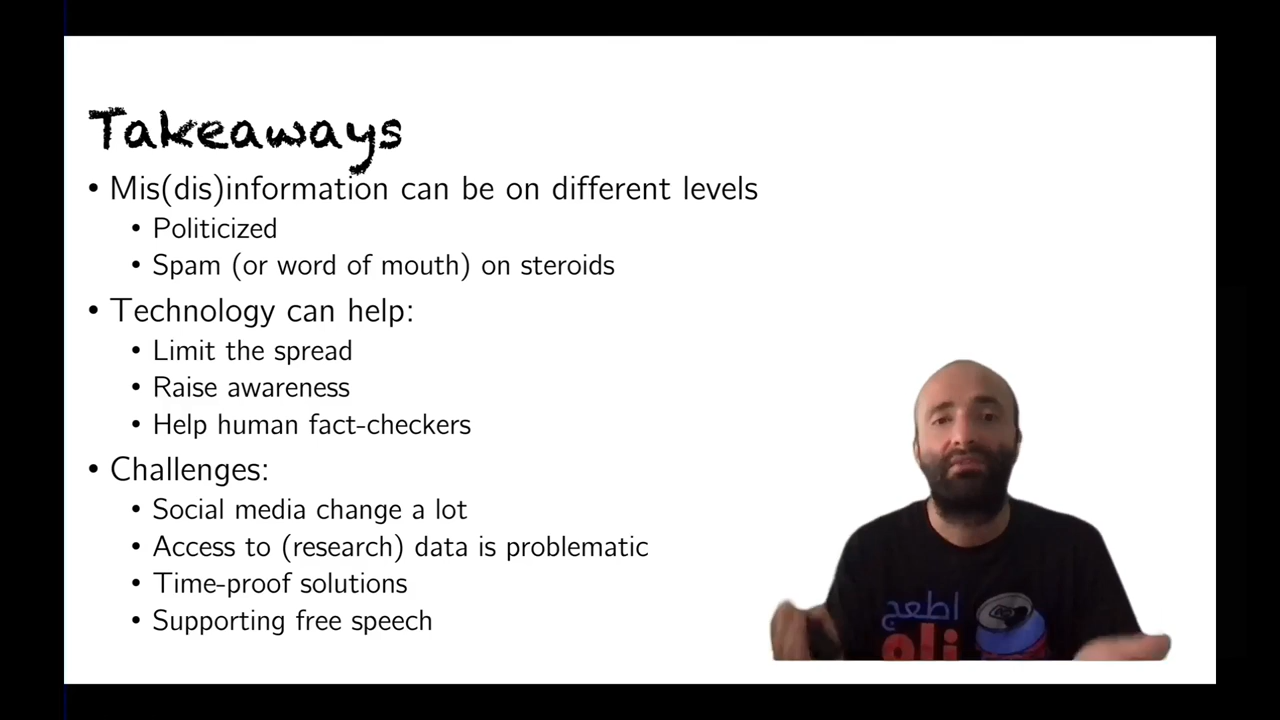 Takeaways
• Mis(dis)information can be on different levels
• Politicized
• Spam (or word of mouth) on steroids
• Technology can help:
• Limit the spread
• Raise awareness
• Help human fact-checkers
• Challenges:
• Social media change a lot
• Access to (research) data is problematic
• Time-proof solutions
• Supporting free speech